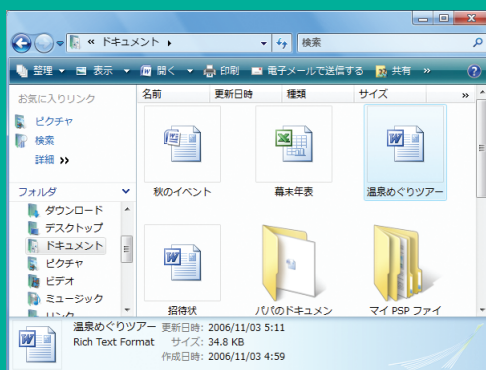 « ドキュメント
検索
整理 表示 開く 印刷 電子メールで送信する 共有 »
お気に入りリンク
ピクチャ
検索
詳細 »
フォルダ
ダウンロード
デスクトップ
ドキュメント
ピクチャ
ビデオ
ミュージック
リンク
名前 更新日時 種類 サイズ »
秋のイベント 幕末年表 温泉めぐりツアー
招待状 パパのドキュメン マイ PSP ファイ
温泉めぐりツアー 更新日時: 2006/11/03 5:11
Rich Text Format サイズ: 34.8 KB
作成日時: 2006/11/03 4:59